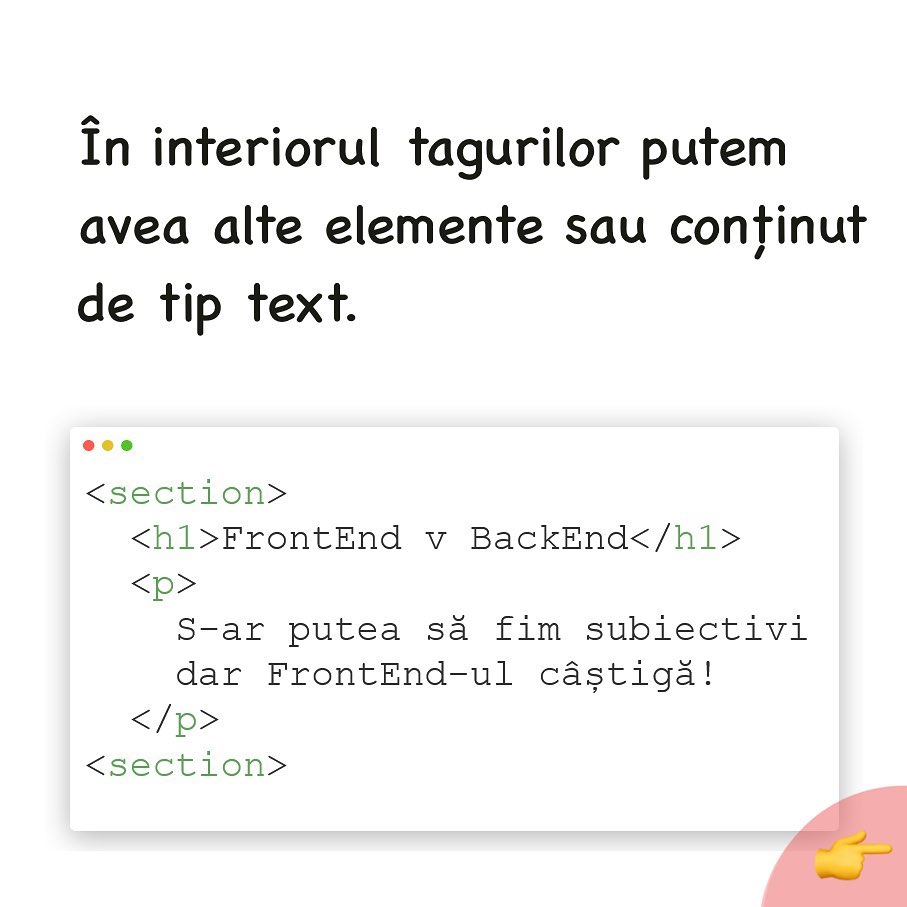 În interiorul tagurilor putem
avea alte elemente sau conținut
de tip text.
<section>
<h1>FrontEnd v BackEnd</h1>
<p>
S-ar putea să fim subiectivi
dar FrontEnd-ul câștigă!
</p>
<section>